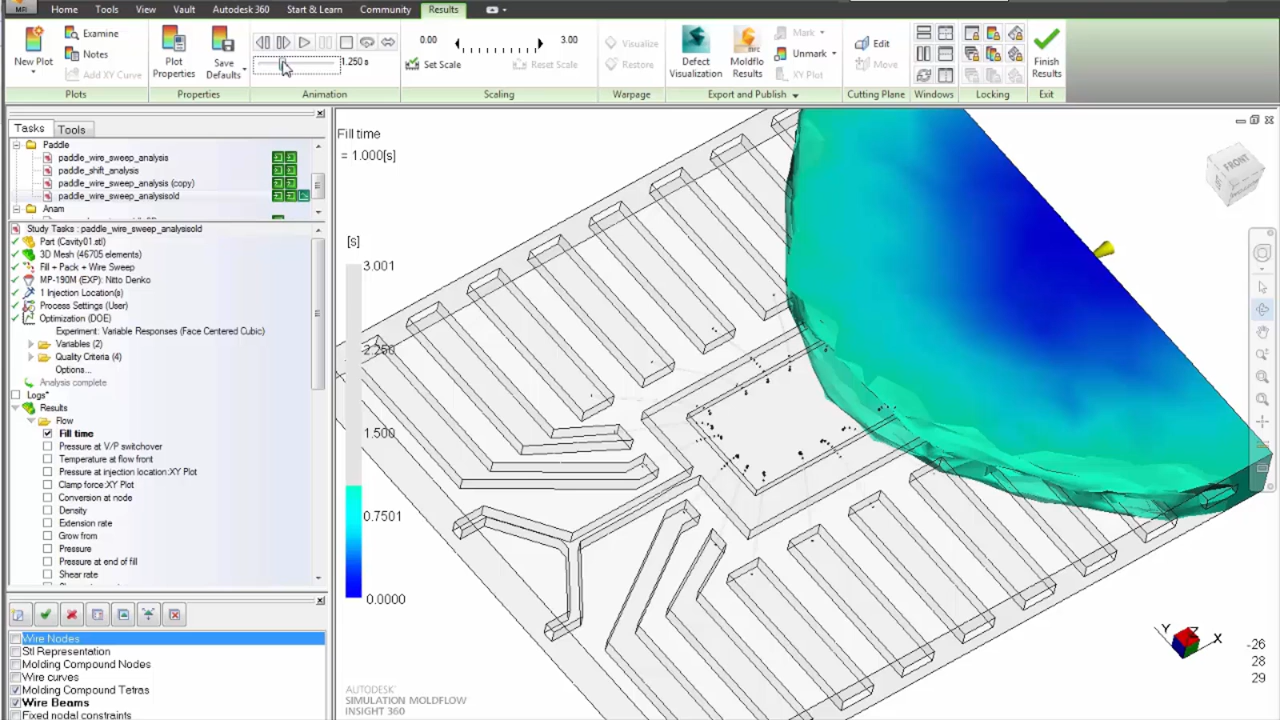 Home Tools View Vault Autodesk 360 Start & Learn Community Results
MFI
New Plot
Examine
Notes
Add XY Curve
Plots
Plot Properties
Save Defaults
Properties
1.250 s
Animation
0.00 3.00
Set Scale
Reset Scale
Scaling
Visualize
Restore
Warpage
Defect Visualization
Moldflo Results
Mark
Unmark
XY Plot
Export and Publish
Edit
Move
Cutting Plane
Windows
Locking
Finish Results
Exit
Tasks Tools
Paddle
paddle_wire_sweep_analysis
paddle_shift_analysis
paddle_wire_sweep_analysis (copy)
paddle_wire_sweep_analysisold
Anam
Study Tasks : paddle_wire_sweep_analysisold
Part (Cavity01.stl)
3D Mesh (46705 elements)
Fill + Pack + Wire Sweep
MP-190M (EXP): Nitto Denko
1 Injection Location(s)
Process Settings (User)
Optimization (DOE)
Experiment: Variable Responses (Face Centered Cubic)
Variables (2)
Quality Criteria (4)
Options...
Analysis complete
Logs*
Results
Flow
Fill time
Pressure at V/P switchover
Temperature at flow front
Pressure at injection location:XY Plot
Clamp force:XY Plot
Conversion at node
Density
Extension rate
Grow from
Pressure
Pressure at end of fill
Shear rate
Wire Nodes
Stl Representation
Molding Compound Nodes
Wire curves
Molding Compound Tetras
Wire Beams
Fixed nodal constraints
Fill time
= 1.000[s]
[s]
3.001
2.250
1.500
0.7501
0.0000
FRONT
Y Z X
-26
28
29
AUTODESK®
SIMULATION MOLDFLOW
INSIGHT 360